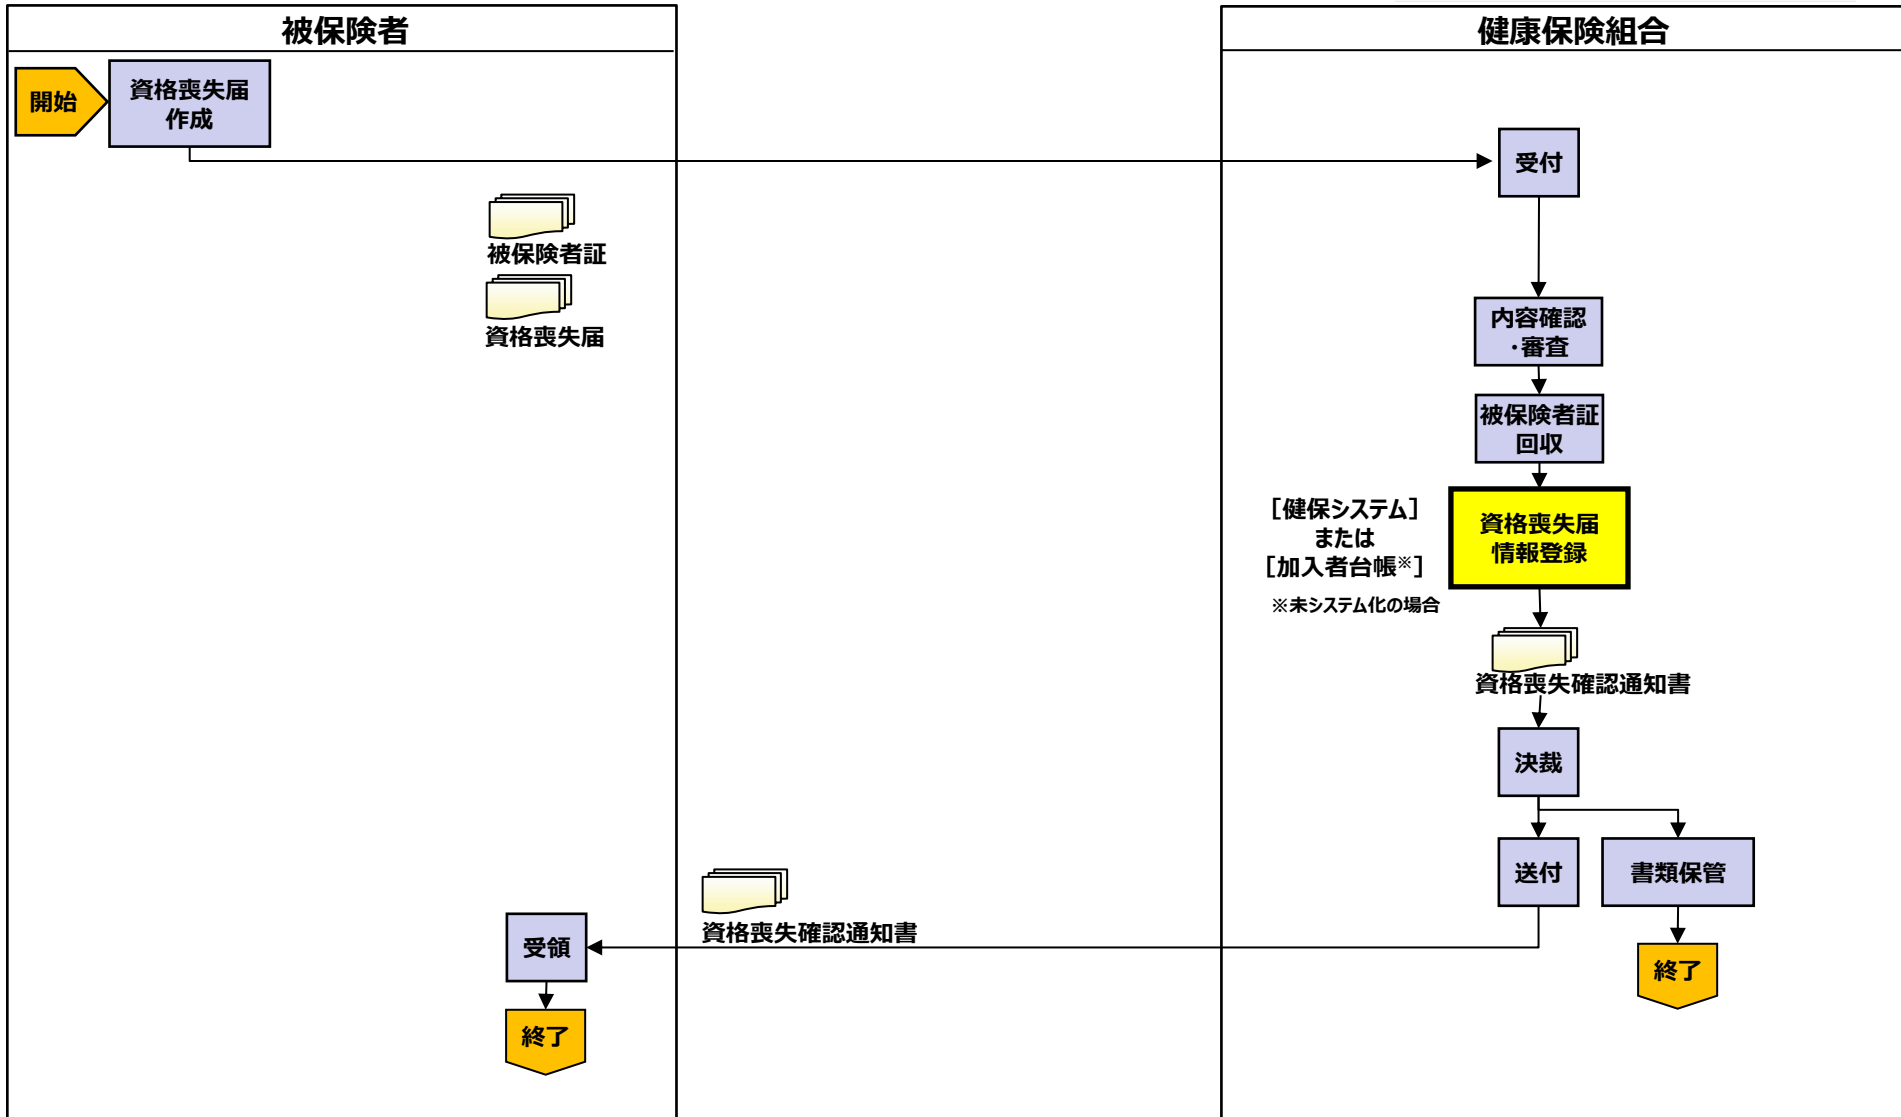 被保険者
健康保険組合
開始
資格喪失届
作成
受付
被保険者証
資格喪失届
内容確認
・審査
被保険者証
回収
［健保システム］
または
［加入者台帳※］
※未システム化の場合
資格喪失届
情報登録
資格喪失確認通知書
決裁
送付
書類保管
資格喪失確認通知書
受領
終了
終了